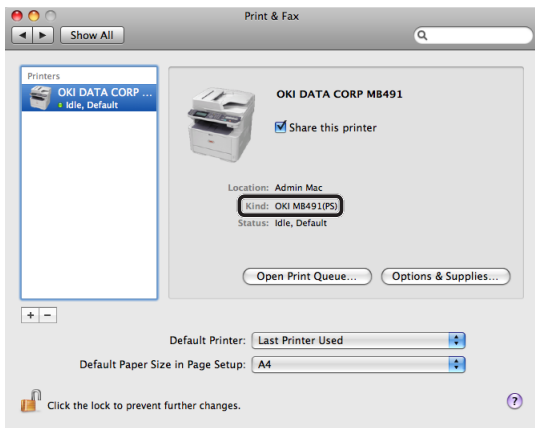 Print & Fax
Show All
Printers
OKI DATA CORP ...
Idle, Default
OKI DATA CORP MB491
Share this printer
Location: Admin Mac
Kind: OKI MB491(PS)
Status: Idle, Default
Open Print Queue...
Options & Supplies...
+ −
Default Printer: Last Printer Used
Default Paper Size in Page Setup: A4
Click the lock to prevent further changes.
?